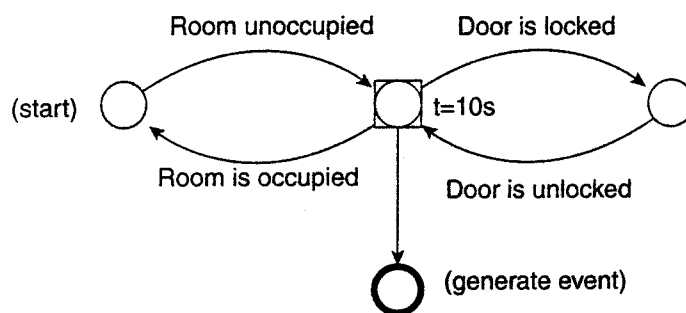 Room unoccupied
Door is locked
(start)
t=10s
Room is occupied
Door is unlocked
(generate event)